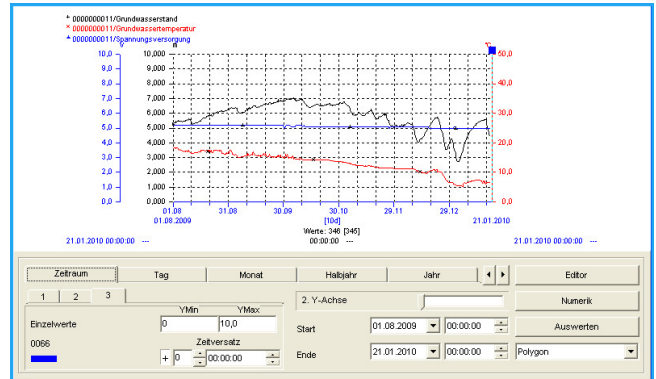 0000000011/Grundwasserstand
0000000011/Grundwassertemperatur
0000000011/Spannungsversorgung
V m °C
10,0 10,000 50,0
9,0 9,000
8,0 8,000 40,0
7,0 7,000
6,0 6,000 30,0
5,0 5,000
4,0 4,000 20,0
3,0 3,000
2,0 2,000 10,0
1,0 1,000
0,0 0,000 0,0
01.08 31.08 30.09 30.10 29.11 29.12 21.01
01.08.2009 [10d] 21.01.2010
Werte: 346 [345]
21.01.2010 00:00:00 --- 00:00:00 --- 21.01.2010 00:00:00
Zeitraum Tag Monat Halbjahr Jahr Editor
1 2 3 2. Y-Achse Numerik
YMin YMax
Einzelwerte 0 10,0 Start 01.08.2009 00:00:00 Auswerten
0066 Zeitversatz
+ 0 00:00:00 Ende 21.01.2010 00:00:00 Polygon